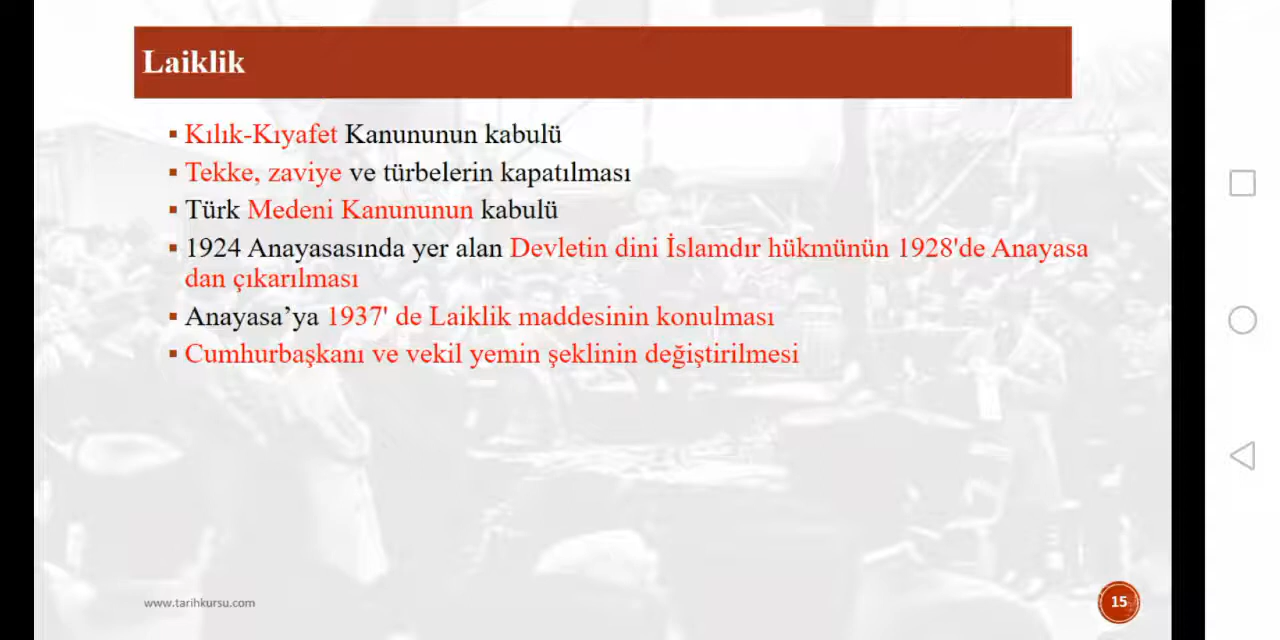 Laiklik
▪ Kılık-Kıyafet Kanununun kabulü
▪ Tekke, zaviye ve türbelerin kapatılması
▪ Türk Medeni Kanununun kabulü
▪ 1924 Anayasasında yer alan Devletin dini İslamdır hükmünün 1928'de Anayasa
dan çıkarılması
▪ Anayasa’ya 1937' de Laiklik maddesinin konulması
▪ Cumhurbaşkanı ve vekil yemin şeklinin değiştirilmesi
www.tarihkursu.com
15